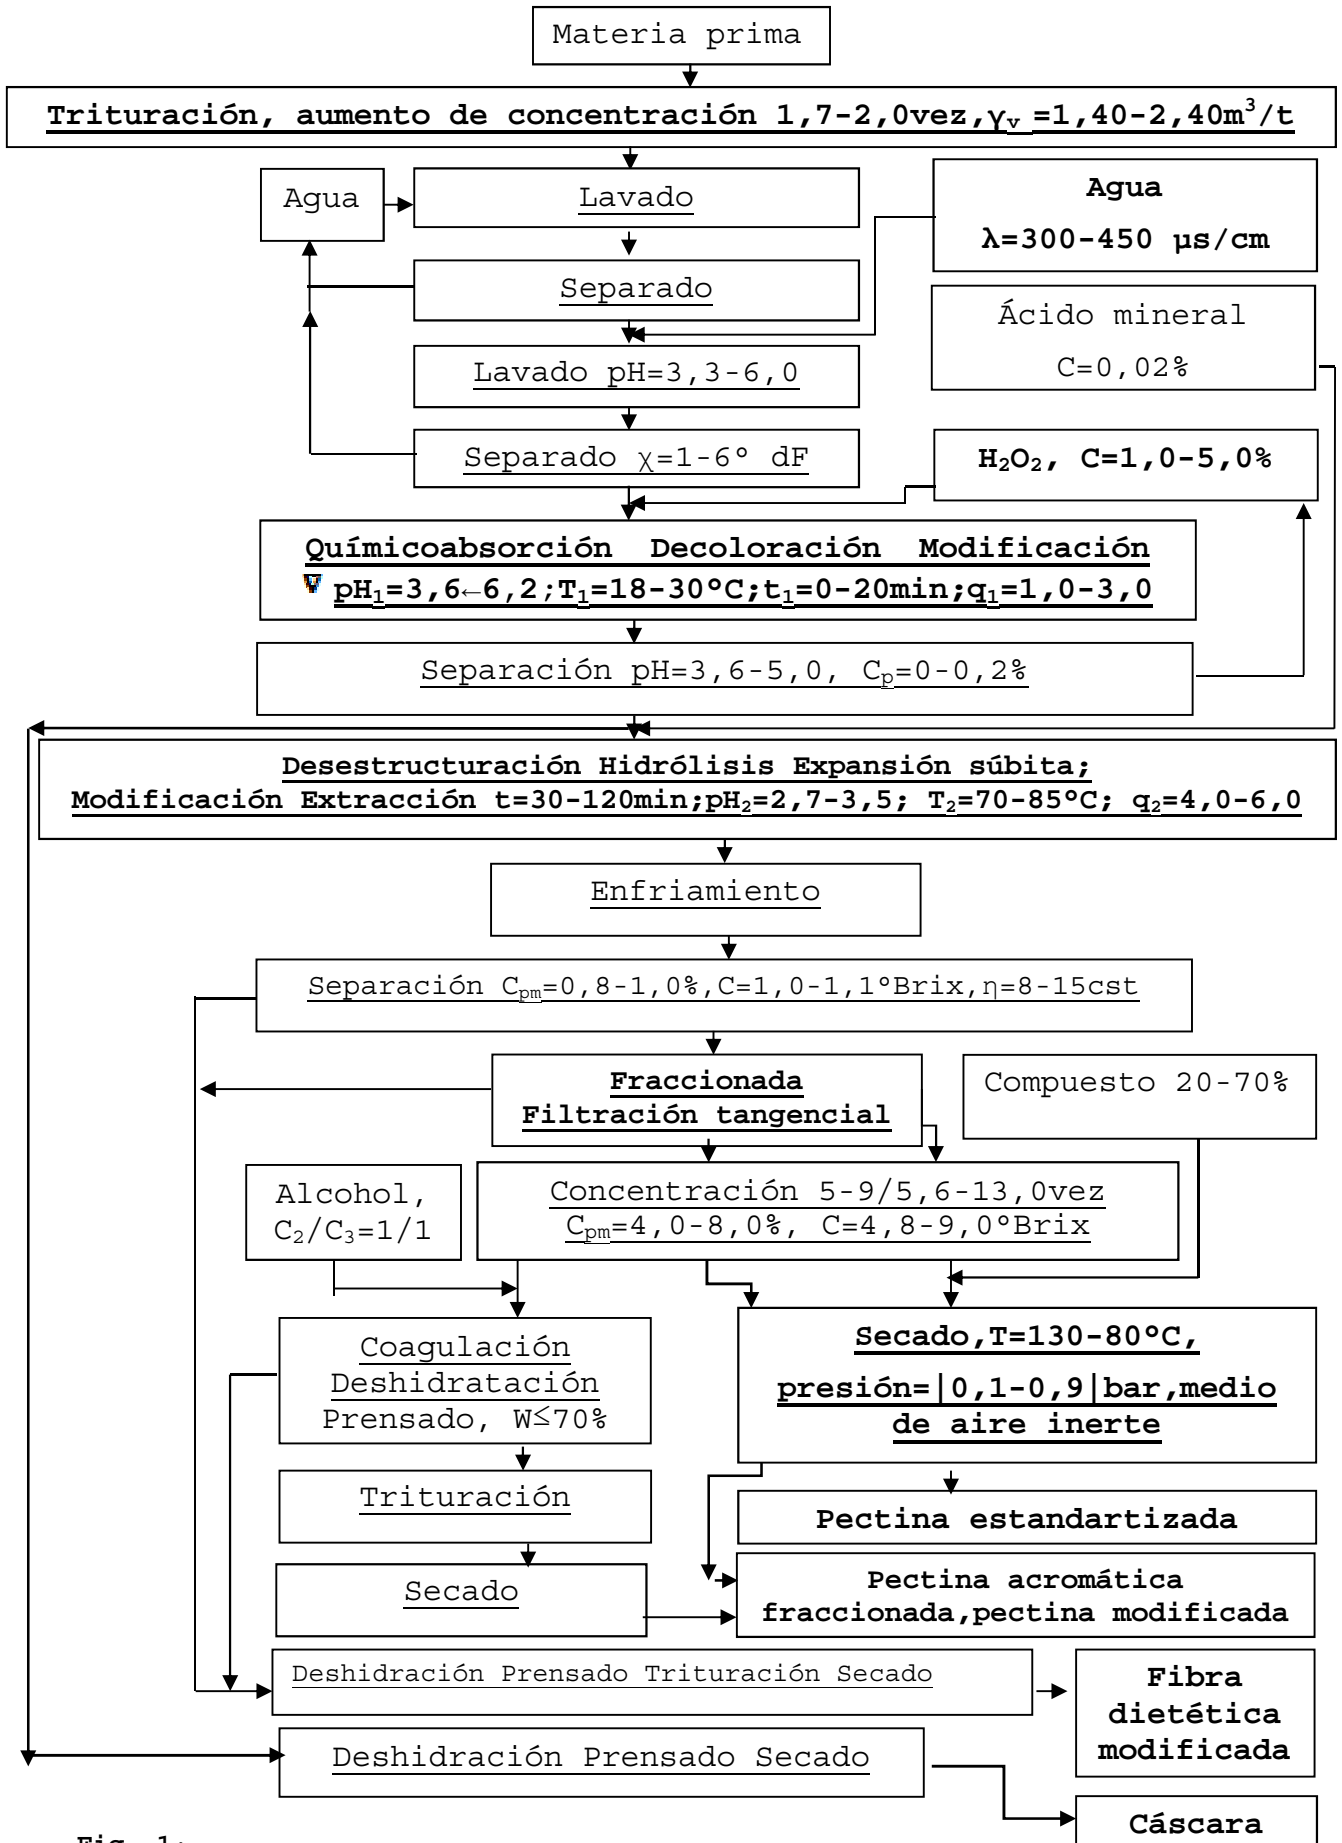 Materia prima
Trituración, aumento de concentración 1,7-2,0vez,γv =1,40-2,40m³/t
Agua
Lavado
Agua
λ=300-450 µs/cm
Separado
Ácido mineral
C=0,02%
Lavado pH=3,3-6,0
Separado χ=1-6° dF
H₂O₂, C=1,0-5,0%
Químicoabsorción Decoloración Modificación
pH₁=3,6←6,2;T₁=18-30°C;t₁=0-20min;q₁=1,0-3,0
Separación pH=3,6-5,0, Cp=0-0,2%
Desestructuración Hidrólisis Expansión súbita;
Modificación Extracción t=30-120min;pH₂=2,7-3,5; T₂=70-85°C; q₂=4,0-6,0
Enfriamiento
Separación Cpm=0,8-1,0%,C=1,0-1,1°Brix,η=8-15cst
Fraccionada
Filtración tangencial
Compuesto 20-70%
Alcohol,
C₂/C₃=1/1
Concentración 5-9/5,6-13,0vez
Cpm=4,0-8,0%, C=4,8-9,0°Brix
Coagulación
Deshidratación
Prensado, W≤70%
Secado,T=130-80°C,
presión=|0,1-0,9|bar,medio
de aire inerte
Trituración
Pectina estandartizada
Secado
Pectina acromática
fraccionada,pectina modificada
Deshidración Prensado Trituración Secado
Fibra
dietética
modificada
Deshidración Prensado Secado
Cáscara
Fig. 1: